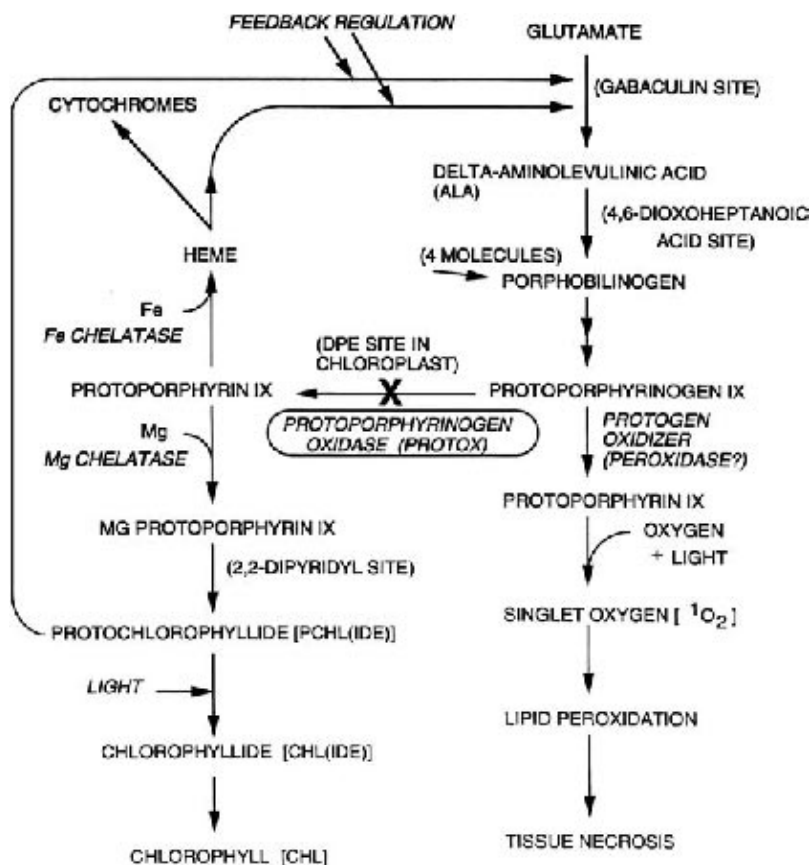 FEEDBACK REGULATION
GLUTAMATE
(GABACULIN SITE)
CYTOCHROMES
DELTA-AMINOLEVULINIC ACID
(ALA)
(4,6-DIOXOHEPTANOIC
ACID SITE)
HEME
(4 MOLECULES)
PORPHOBILINOGEN
Fe
Fe CHELATASE
(DPE SITE IN
CHLOROPLAST)
PROTOPORPHYRIN IX
X
PROTOPORPHYRINOGEN IX
PROTOPORPHYRINOGEN
OXIDASE (PROTOX)
PROTOGEN
OXIDIZER
(PEROXIDASE?)
Mg
Mg CHELATASE
PROTOPORPHYRIN IX
MG PROTOPORPHYRIN IX
OXYGEN
+ LIGHT
(2,2-DIPYRIDYL SITE)
SINGLET OXYGEN [ ¹O₂ ]
PROTOCHLOROPHYLLIDE [PCHL(IDE)]
LIGHT
LIPID PEROXIDATION
CHLOROPHYLLIDE [CHL(IDE)]
TISSUE NECROSIS
CHLOROPHYLL [CHL]